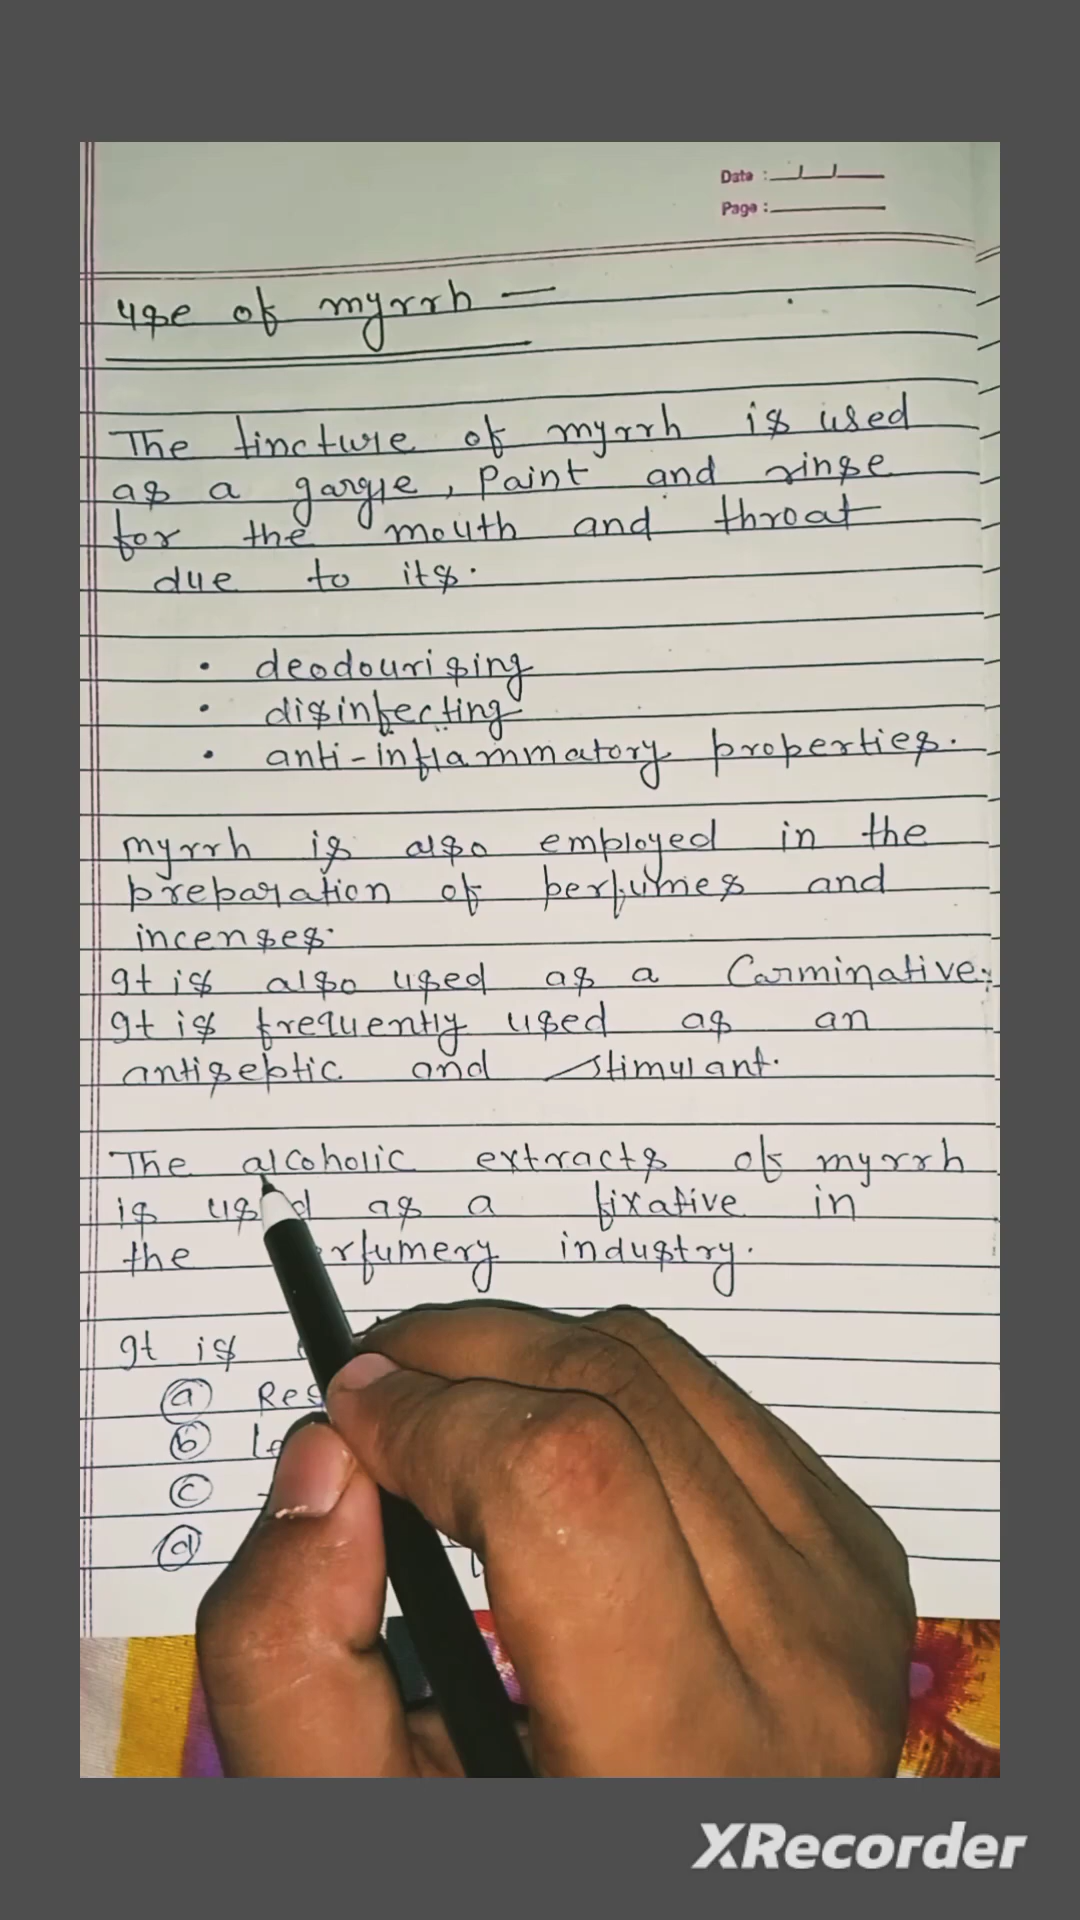 Date :
Page :
use of myrrh —
The tincture of myrrh is used
as a gargle, Paint and rinse
for the mouth and throat
due to its.
• deodourising
• disinfecting
• anti-inflammatory properties.
myrrh is also employed in the
preparation of perfumes and
incenses.
It is also used as a Carminative.
It is frequently used as an
antiseptic and stimulant.
The alcoholic extracts of myrrh
is used as a fixative in
the perfumery industry.
It is
(a) Res
(b)
(c)
(d)
XRecorder